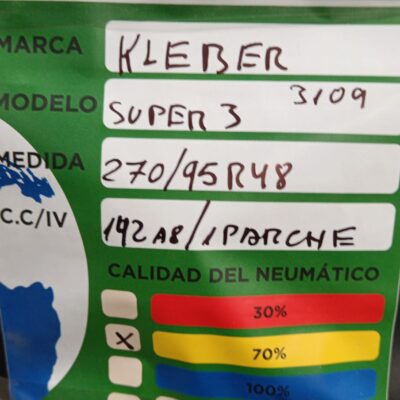 MARCA KLEBER
MODELO SUPER 3 3109
MEDIDA 270/95R48
C.C/IV 142A8/1PARCHE
CALIDAD DEL NEUMÁTICO
30%
X 70%
100%